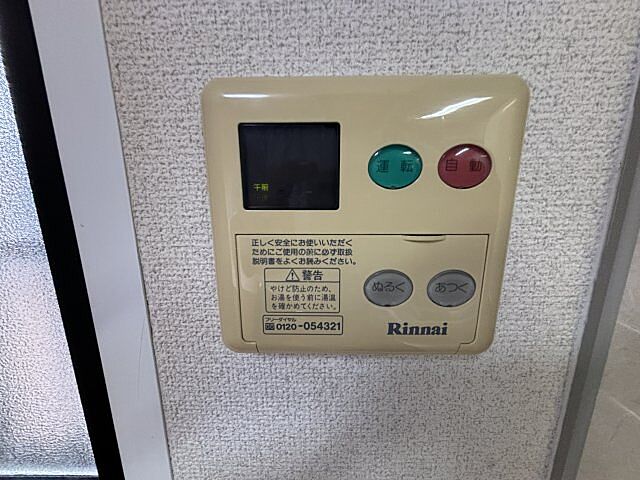 午前
運転
自動
正しく安全にお使いいただく
ためにご使用の前に必ず取扱
説明書をよくお読みください。
警告
やけど防止のため、
お湯を使う前に湯温
を確かめてください。
フリーダイヤル
0120-054321
ぬるく
あつく
Rinnai